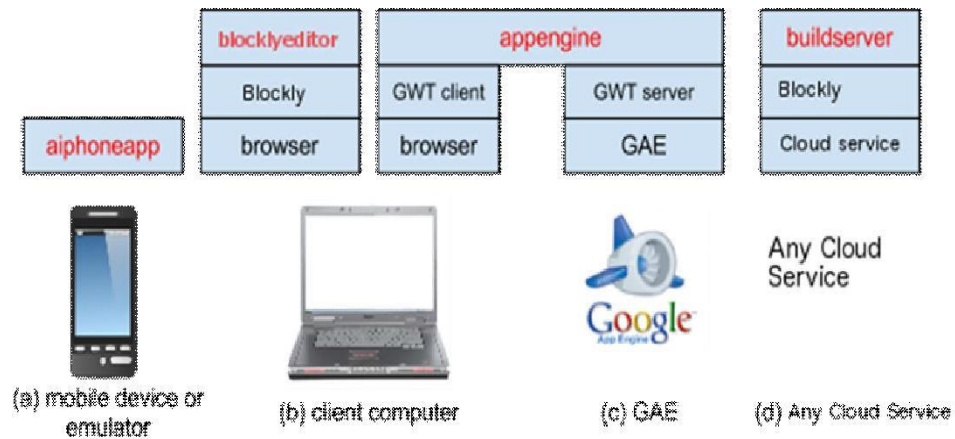 blocklyeditor
appengine
buildserver
Blockly
GWT client
GWT server
Blockly
aiphoneapp
browser
browser
GAE
Cloud service
Any Cloud
Service
Google
App Engine
(a) mobile device or
emulator
(b) client computer
(c) GAE
(d) Any Cloud Service